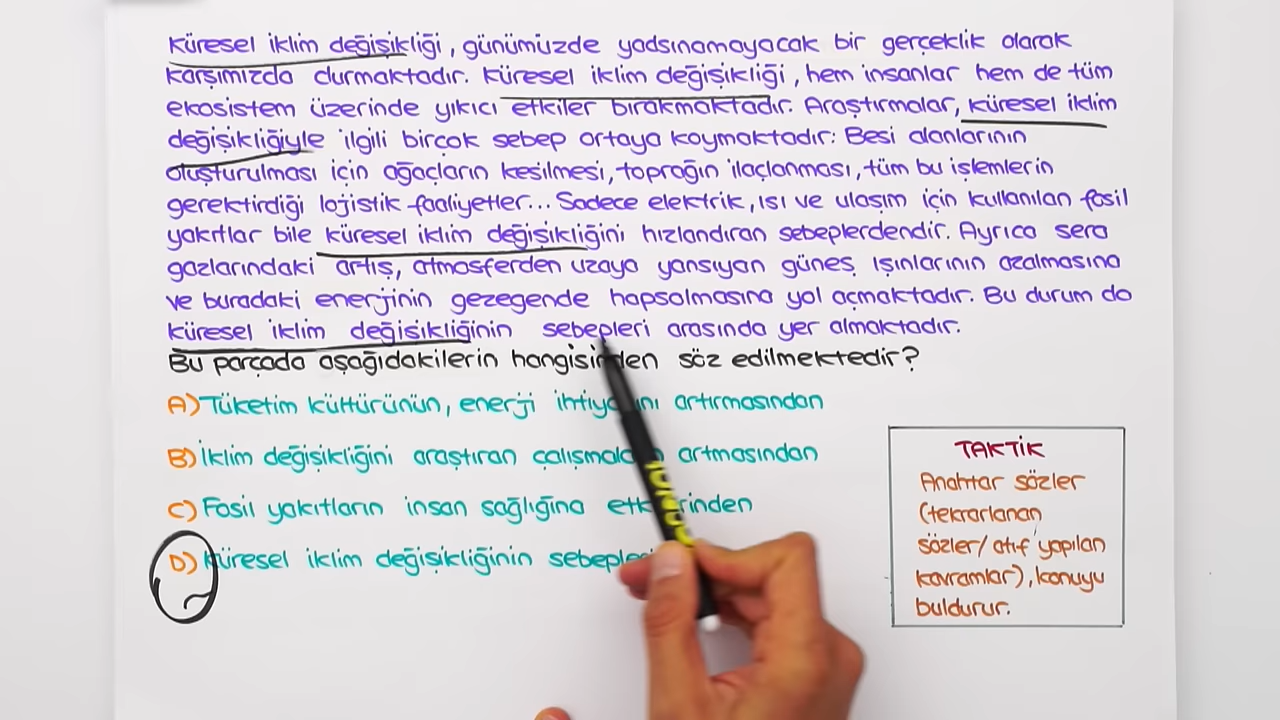 Küresel iklim değişikliği, günümüzde yadsınamayacak bir gerçeklik olarak
karşımızda durmaktadır. Küresel iklim değişikliği, hem insanlar hem de tüm
ekosistem üzerinde yıkıcı etkiler bırakmaktadır. Araştırmalar, küresel iklim
değişikliğiyle ilgili birçok sebep ortaya koymaktadır: Besi alanlarının
oluşturulması için ağaçların kesilmesi, toprağın ilaçlanması, tüm bu işlemlerin
gerektirdiği lojistik faaliyetler... Sadece elektrik, ısı ve ulaşım için kullanılan fosil
yakıtlar bile küresel iklim değişikliğini hızlandıran sebeplerdendir. Ayrıca sera
gazlarındaki artış, atmosferden uzaya yansıyan güneş ışınlarının azalmasına
ve buradaki enerjinin gezegende hapsolmasına yol açmaktadır. Bu durum da
küresel iklim değişikliğinin sebepleri arasında yer almaktadır.
Bu parçada aşağıdakilerin hangisinden söz edilmektedir?
A) Tüketim kültürünün, enerji artırmasından
B) İklim değişikliğini araştıran artmasından
C) Fosil yakıtların insan sağlığına
D) Küresel iklim değişikliğinin
TAKTİK
Anahtar sözler
(tekrarlanan
sözler/atıf yapılan
kavramlar), konuyu
buldurur.